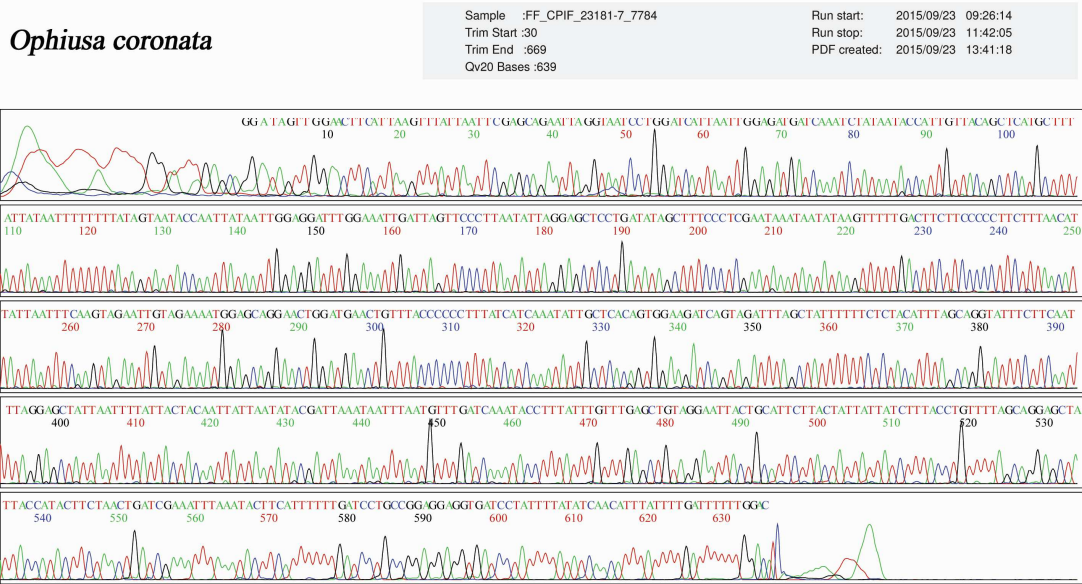 Ophiusa coronata
Sample :FF_CPIF_23181-7_7784
Trim Start :30
Trim End :669
Qv20 Bases :639
Run start: 2015/09/23 09:26:14
Run stop: 2015/09/23 11:42:05
PDF created: 2015/09/23 13:41:18
GGATAGTTGGAACTTCATTAAGTTTATTAATTCGAGCAGAATTAGGTAATCCTGGATCATTAATTGGAGATGATCAAATCTATAATACCATTGTTACAGCTCATGCTTT
10 20 30 40 50 60 70 80 90 100
ATTATAATTTTTTTTTATAGTAATACCAATTATAATTGGAGGATTTGGAAATTGATTAGTTCCCTTAATATTAGGAGCTCCTGATATAGCTTTCCCTCGAATAAATAATATAAGTTTTTGACTTCTTCCCCCTTCTTTAACAT
110 120 130 140 150 160 170 180 190 200 210 220 230 240 250
TATTAATTTCAAGTAGAATTGTAGAAAATGGAGCAGGAACTGGATGAACTGTTTACCCCCCTTTATCATCAAATATTGCTCACAGTGGAAGATCAGTAGATTTAGCTATTTTTTCTCTACATTTAGCAGGTATTTCTTCAAT
260 270 280 290 300 310 320 330 340 350 360 370 380 390
TTAGGAGCTATTAATTTTATTACTACAATTATTAATATACGATTAAATAATTTAATGTTTGATCAAATACCTTTATTTGTTTGAGCTGTAGGAATTACTGCATTCTTACTATTATTATCTTTACCTGTTTTAGCAGGAGCTA
400 410 420 430 440 450 460 470 480 490 500 510 520 530
TTACCATACTTCTAACTGATCGAAATTTAAATACTTCATTTTTTGATCCTGCCGGAGGAGGTGATCCTATTTTATATCAACATTTATTTTGATTTTTTGGAC
540 550 560 570 580 590 600 610 620 630